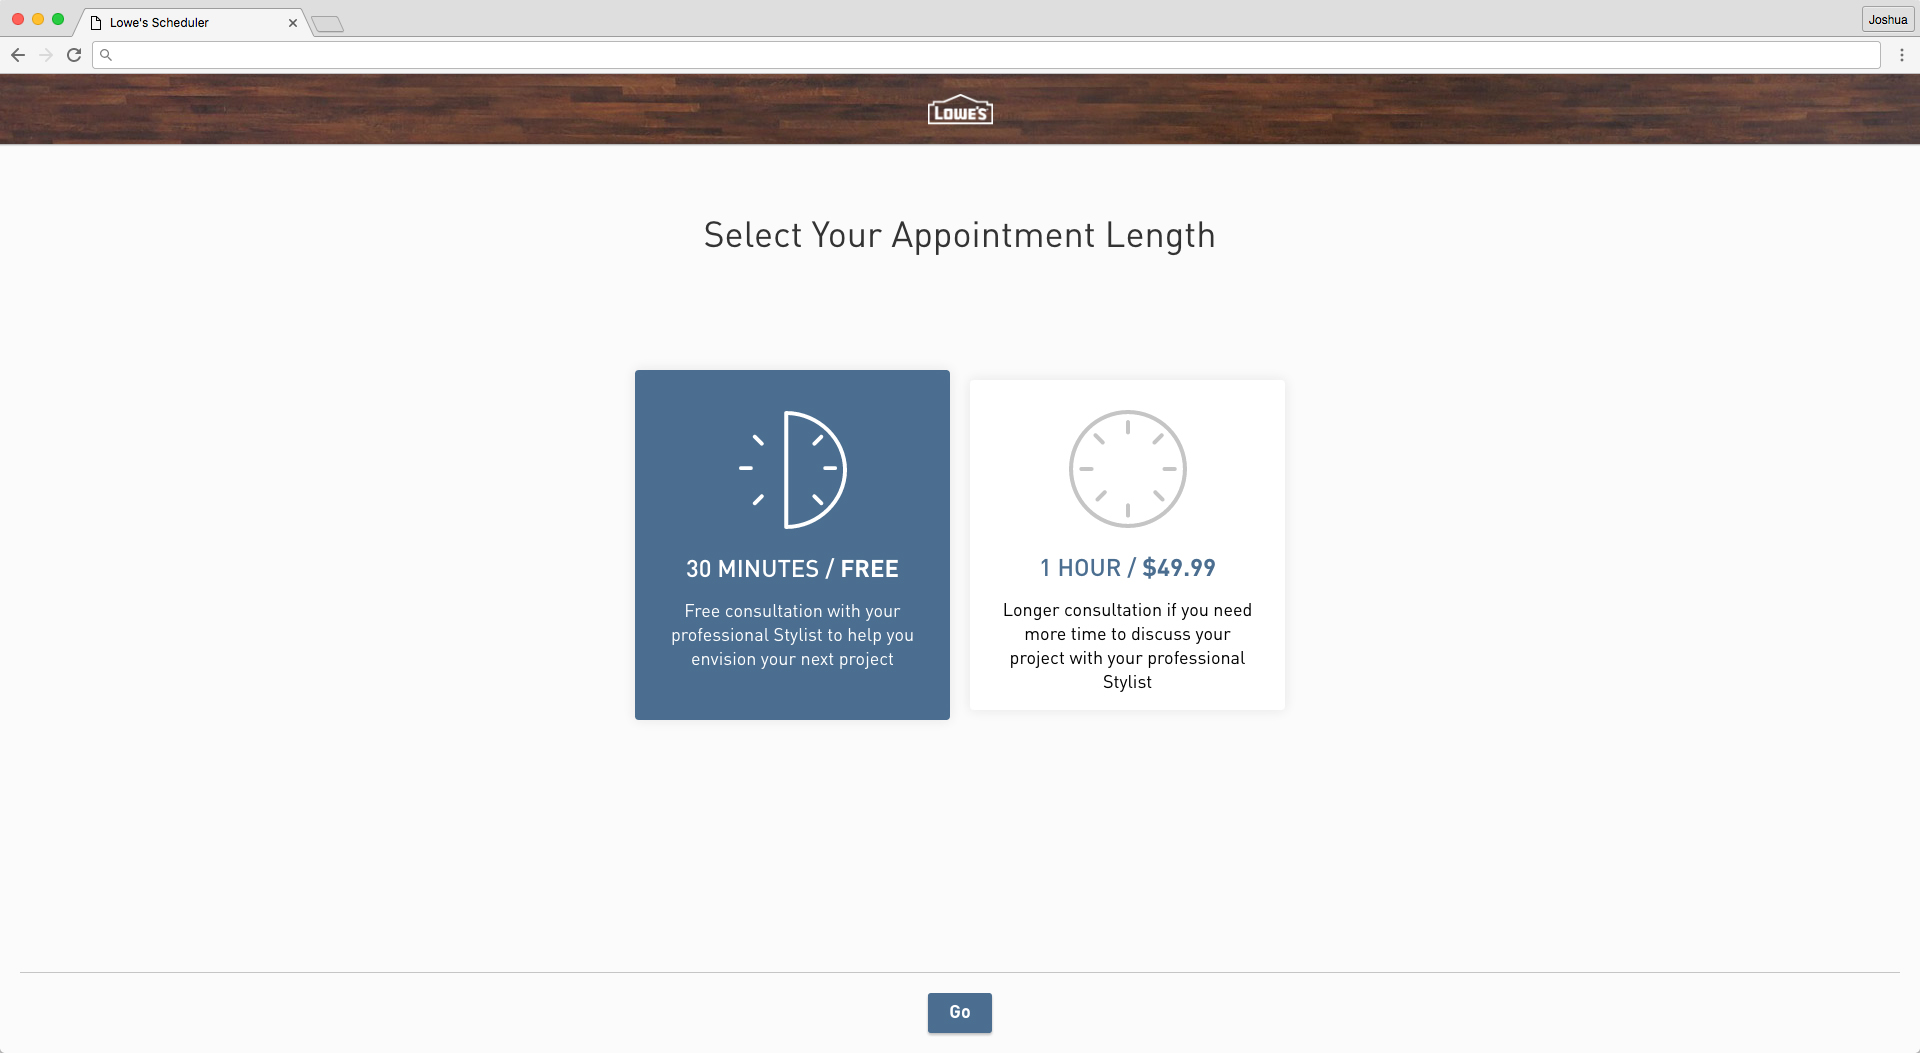 Lowe's Scheduler
Joshua
LOWE'S
Select Your Appointment Length
30 MINUTES / FREE
Free consultation with your
professional Stylist to help you
envision your next project
1 HOUR / $49.99
Longer consultation if you need
more time to discuss your
project with your professional
Stylist
Go